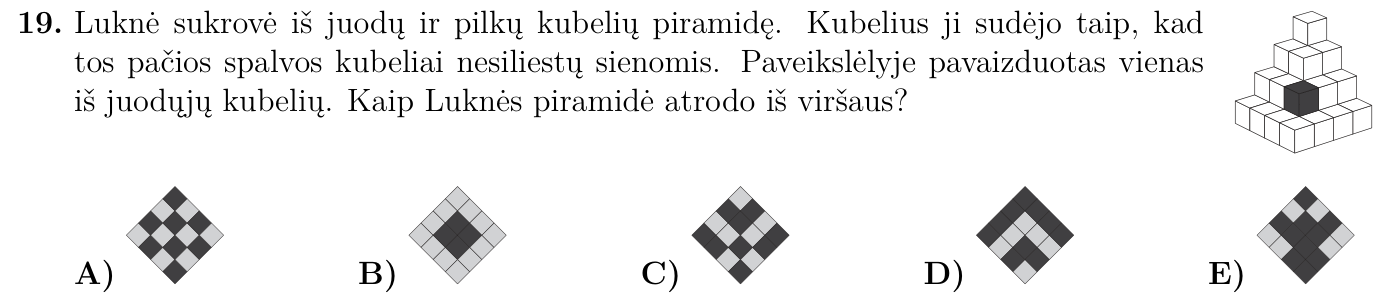 19. Luknė sukrovė iš juodų ir pilkų kubelių piramidę. Kubelius ji sudėjo taip, kad
tos pačios spalvos kubeliai nesiliestų sienomis. Paveikslėlyje pavaizduotas vienas
iš juodųjų kubelių. Kaip Luknės piramidė atrodo iš viršaus?
A) B) C) D) E)